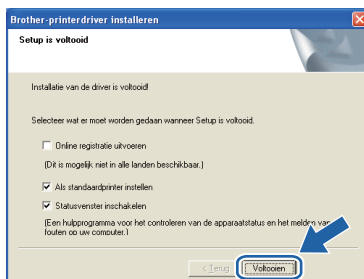 Brother-printerdriver installeren
Setup is voltooid
Installatie van de driver is voltooid!
Selecteer wat er moet worden gedaan wanneer Setup is voltooid.
Online registratie uitvoeren
(Dit is mogelijk niet in alle landen beschikbaar.)
Als standaardprinter instellen
Statusvenster inschakelen
(Een hulpprogramma voor het controleren van de apparaatstatus en het melden van
fouten op uw computer.)
< Terug
Voltooien